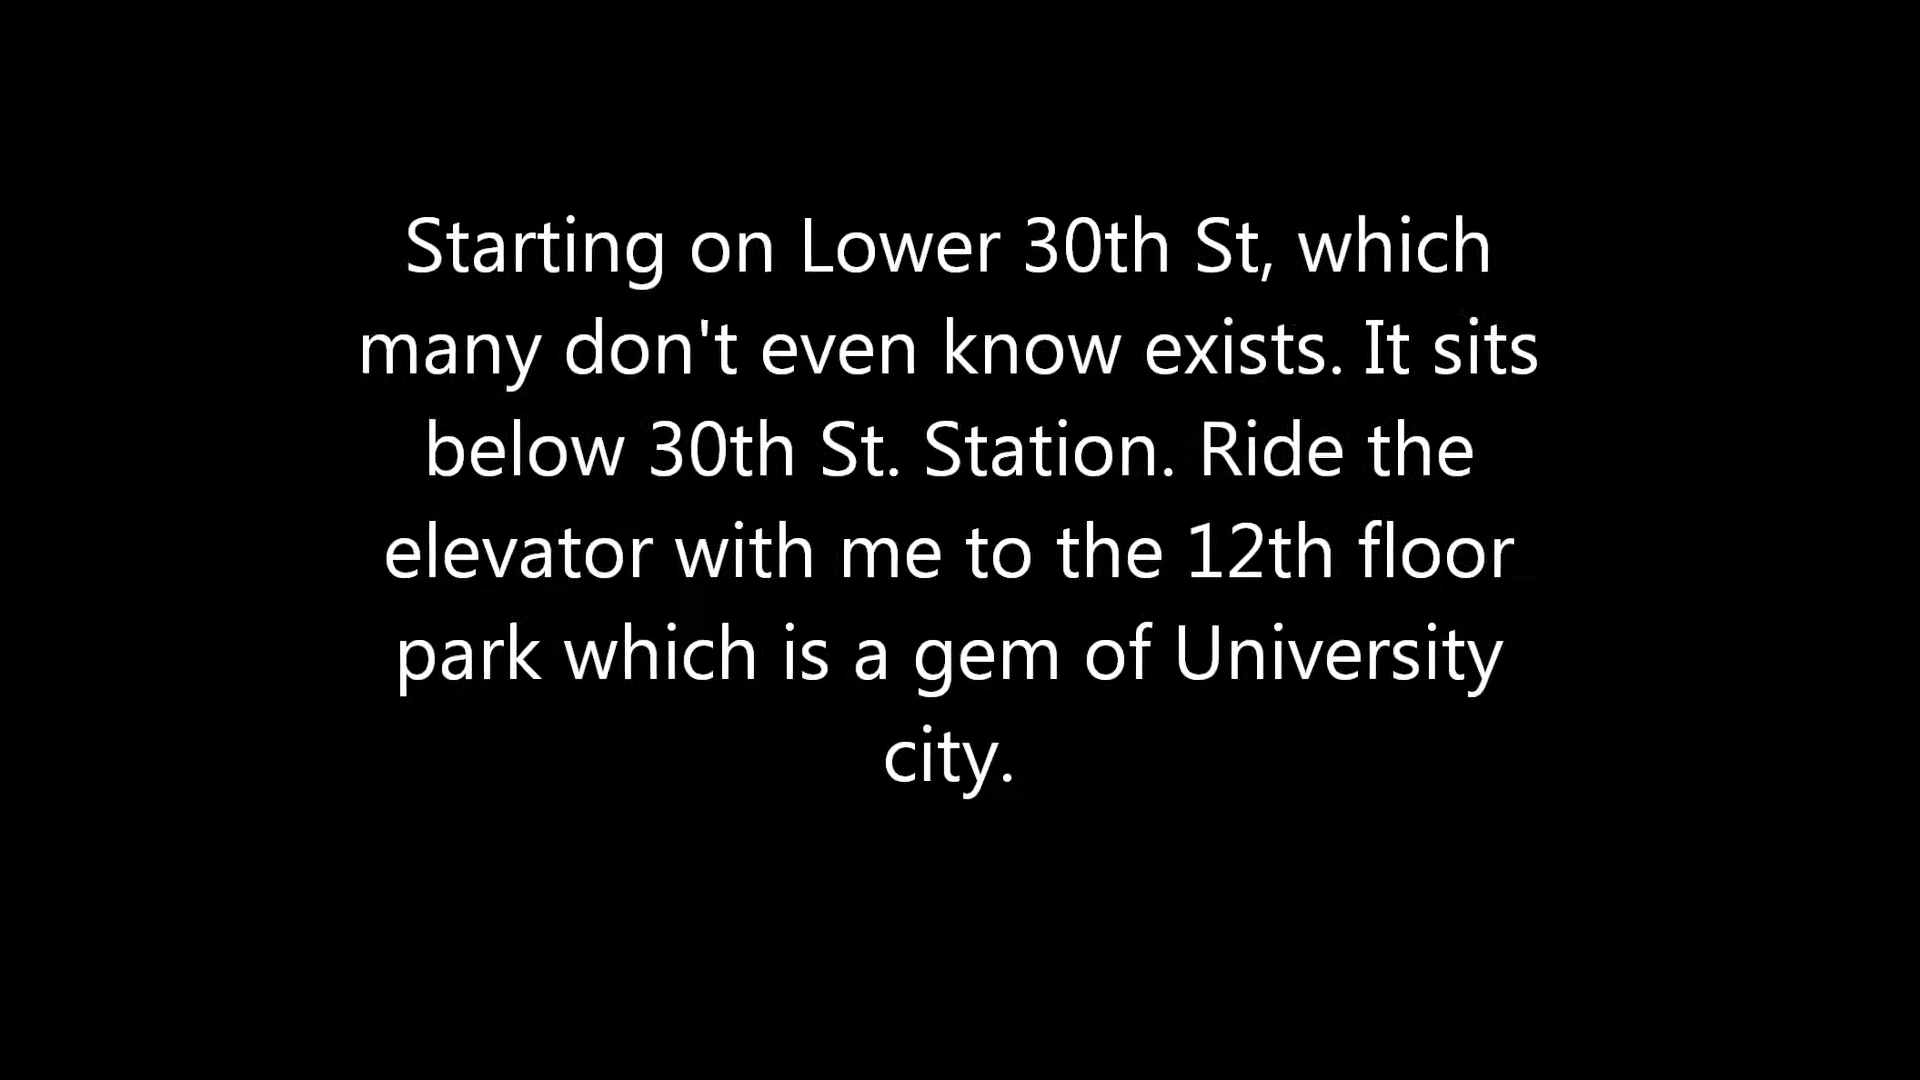 Starting on Lower 30th St, which
many don't even know exists. It sits
below 30th St. Station. Ride the
elevator with me to the 12th floor
park which is a gem of University
city.